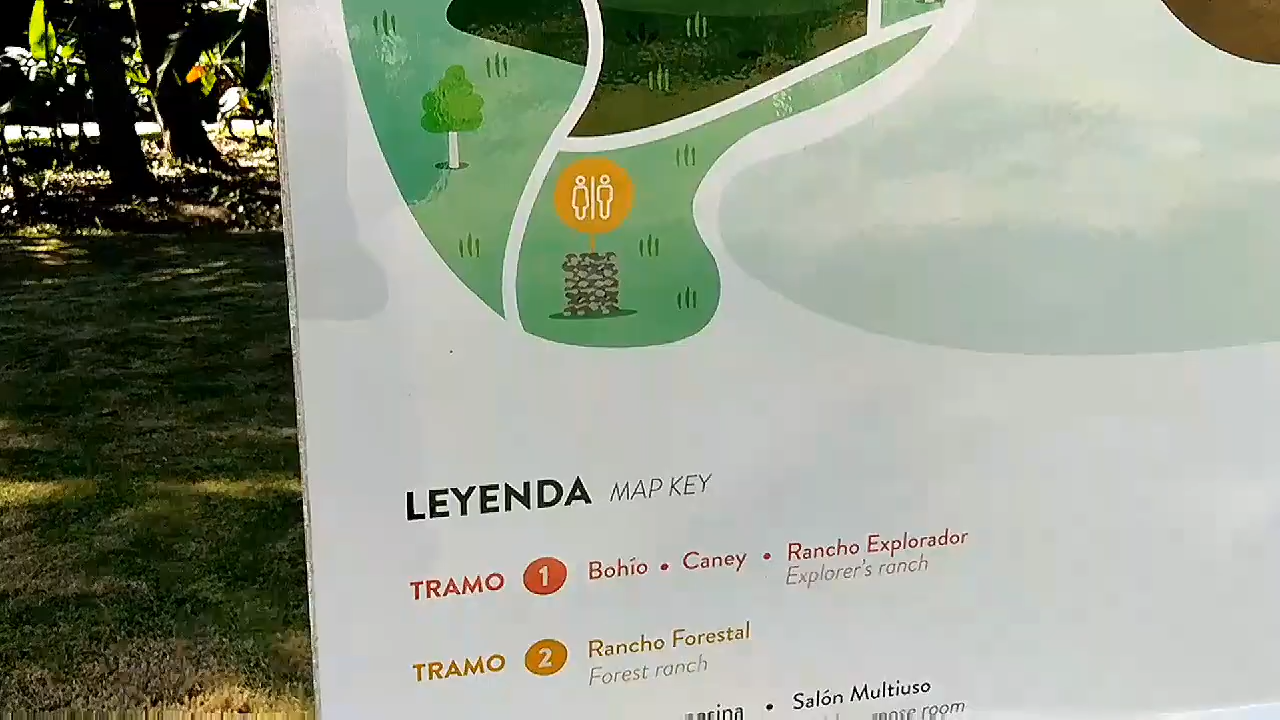 LEYENDA MAP KEY
TRAMO 1 Bohío • Caney • Rancho Explorador
Explorer's ranch
TRAMO 2 Rancho Forestal
Forest ranch
• Salón Multiuso
room